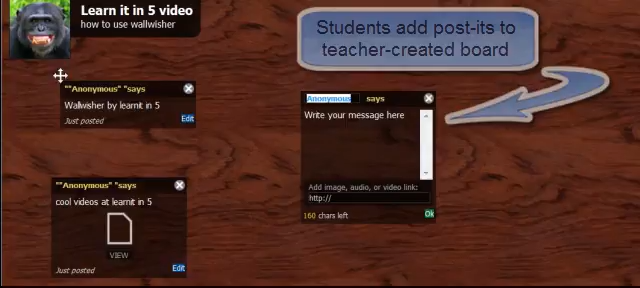 Learn it in 5 video
how to use wallwisher
Students add post-its to
teacher-created board
""Anonymous" "says
Wallwisher by learnit in 5
Just posted
Edit
Anonymous says
Write your message here
Add image, audio, or video link:
http://
160 chars left
Ok
""Anonymous" "says
cool videos at learnit in 5
VIEW
Just posted
Edit